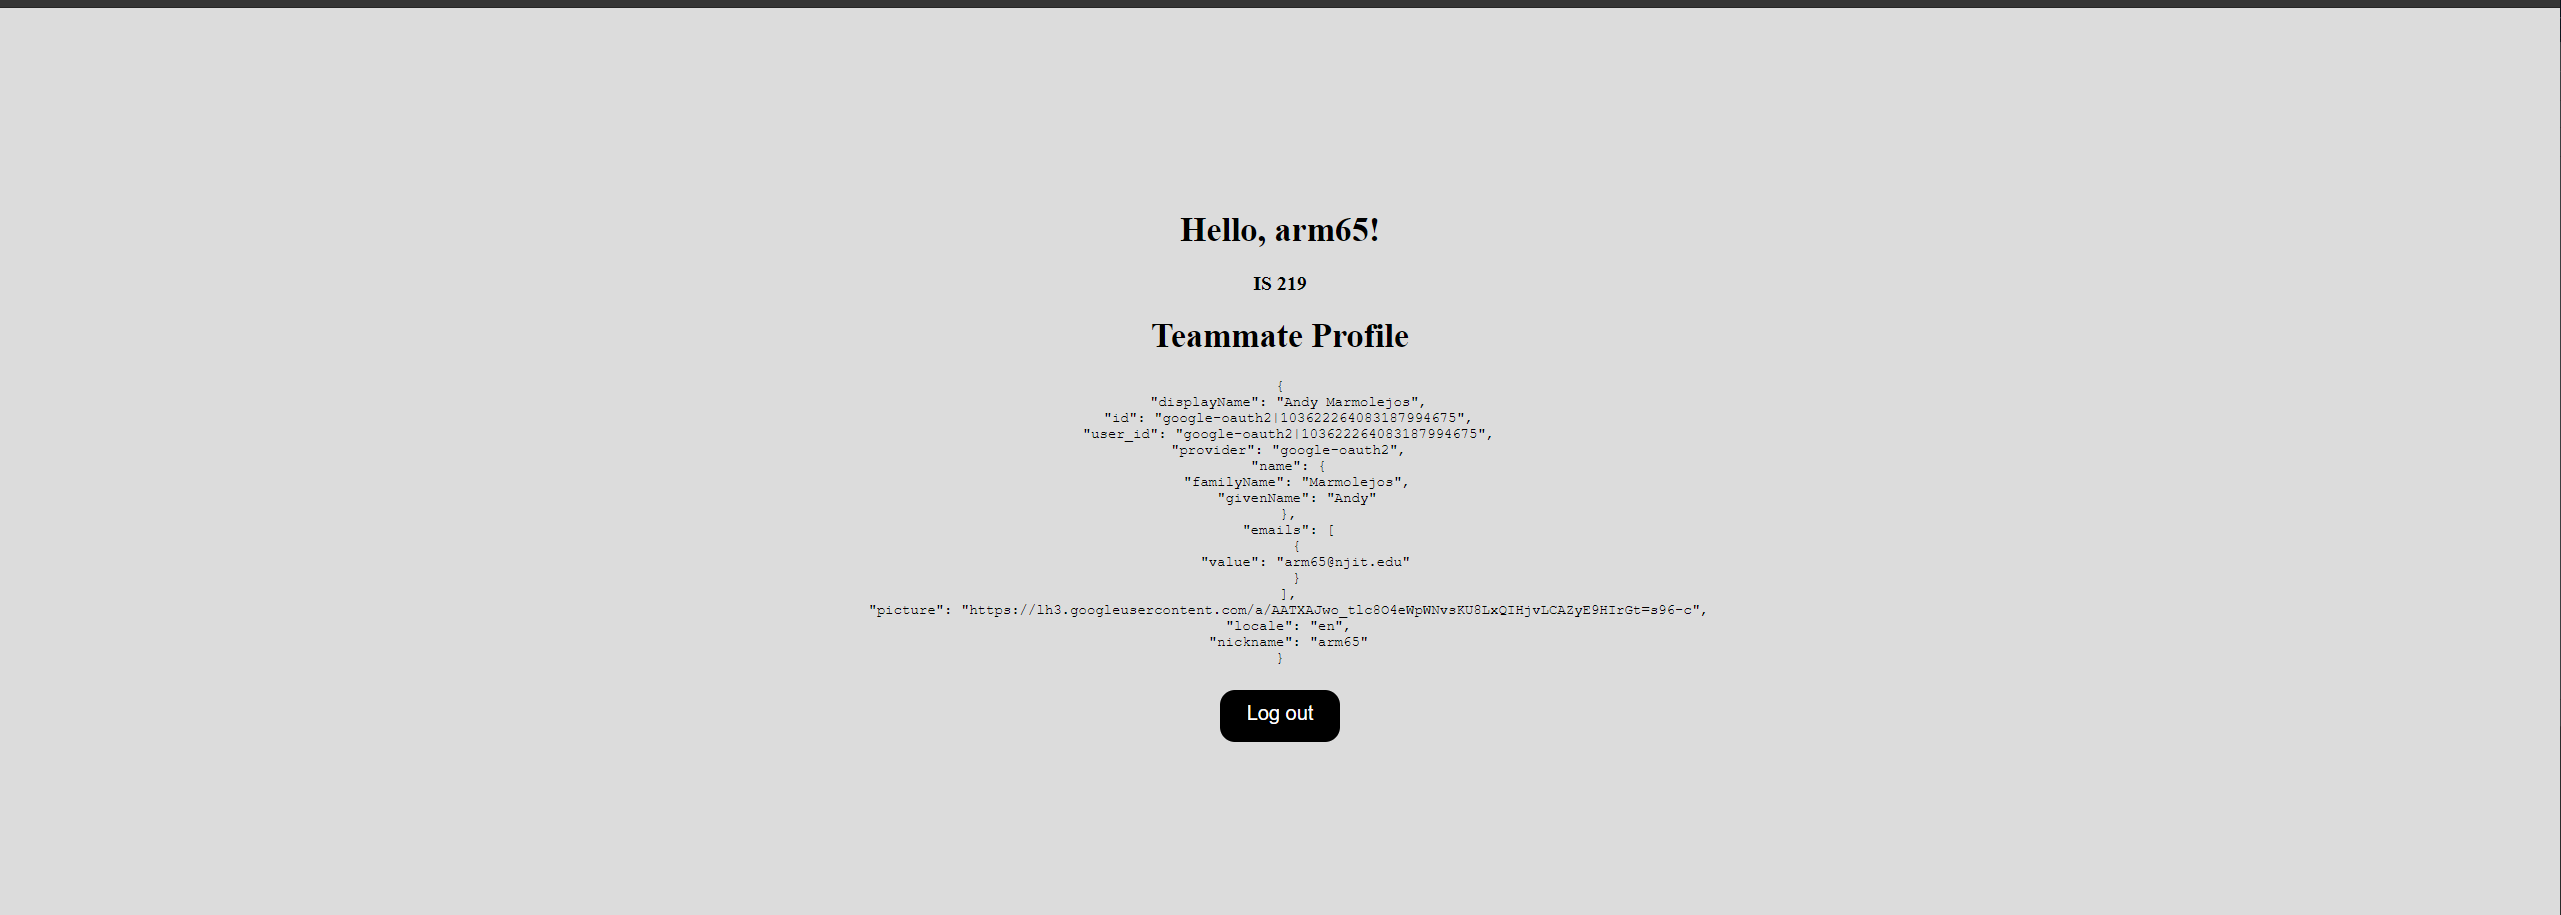 Hello, arm65!
IS 219
Teammate Profile
{
"displayName": "Andy Marmolejos",
"id": "google-oauth2|103622264083187994675",
"user_id": "google-oauth2|103622264083187994675",
"provider": "google-oauth2",
"name": {
"familyName": "Marmolejos",
"givenName": "Andy"
},
"emails": [
{
"value": "arm65@njit.edu"
}
],
"picture": "https://lh3.googleusercontent.com/a/AATXAJwo_tlc8O4eWpWNvsKU8LxQIHjvLCAZyE9HIrGt=s96-c",
"locale": "en",
"nickname": "arm65"
}
Log out